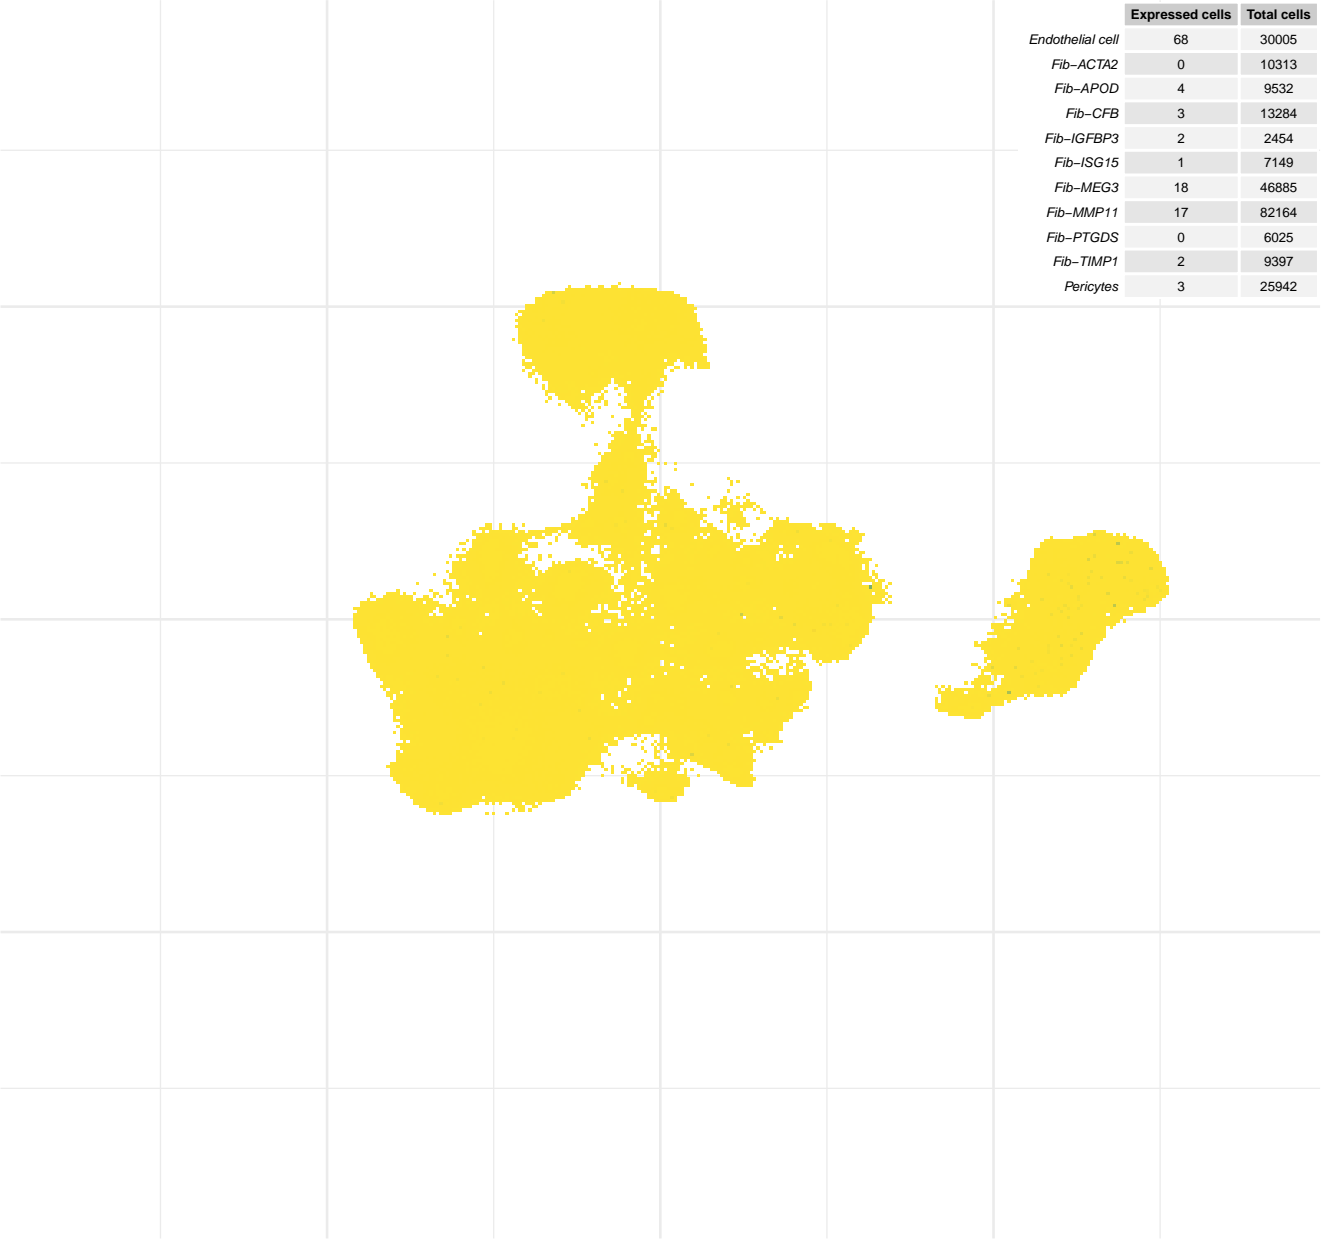 Expressed cells Total cells
Endothelial cell 68 30005
Fib−ACTA2 0 10313
Fib−APOD 4 9532
Fib−CFB 3 13284
Fib−IGFBP3 2 2454
Fib−ISG15 1 7149
Fib−MEG3 18 46885
Fib−MMP11 17 82164
Fib−PTGDS 0 6025
Fib−TIMP1 2 9397
Pericytes 3 25942